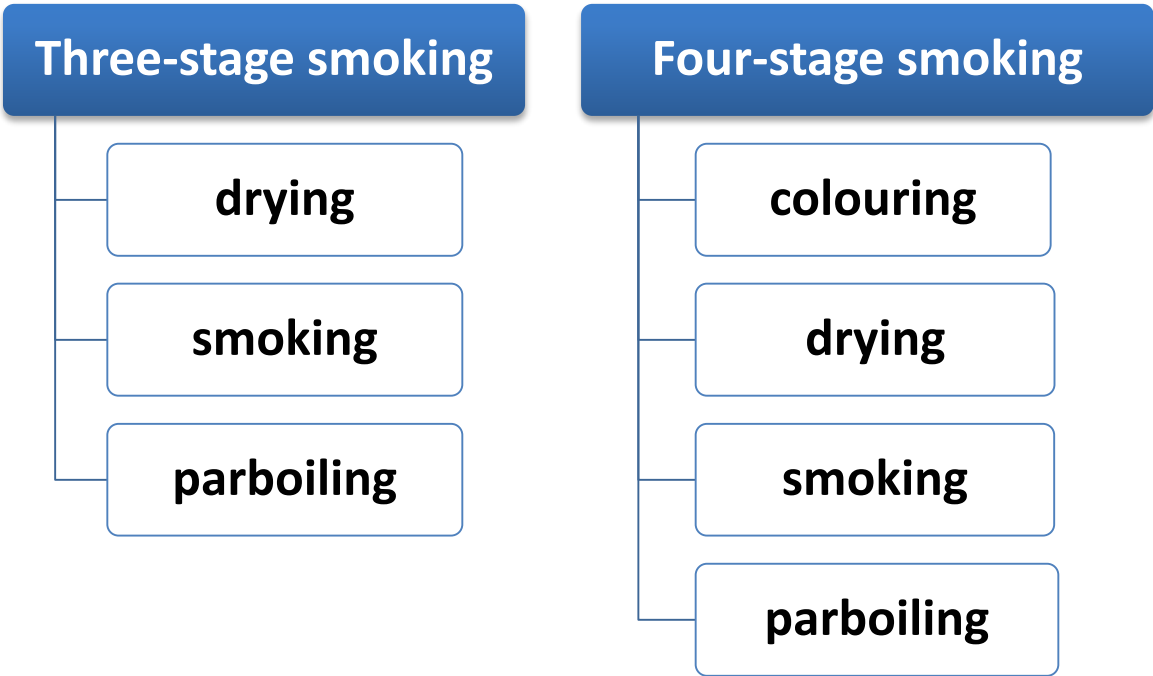 Three-stage smoking
drying
smoking
parboiling
Four-stage smoking
colouring
drying
smoking
parboiling